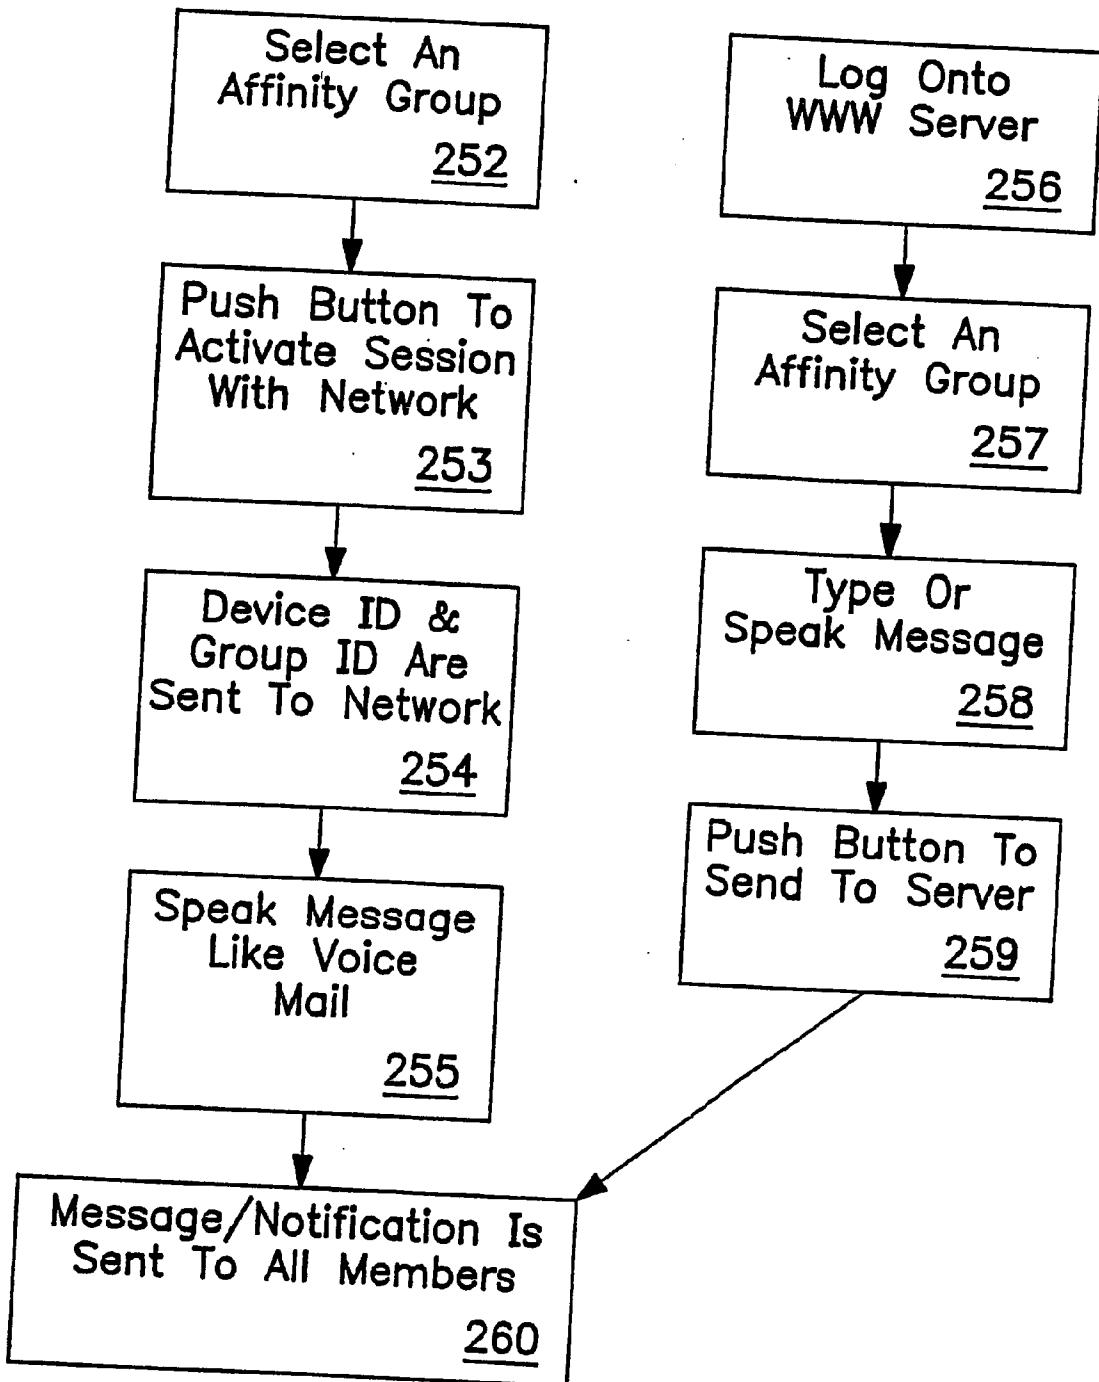 Select An
Affinity Group
252
Push Button To
Activate Session
With Network
253
Device ID &
Group ID Are
Sent To Network
254
Speak Message
Like Voice
Mail
255
Log Onto
WWW Server
256
Select An
Affinity Group
257
Type Or
Speak Message
258
Push Button To
Send To Server
259
Message/Notification Is
Sent To All Members
260